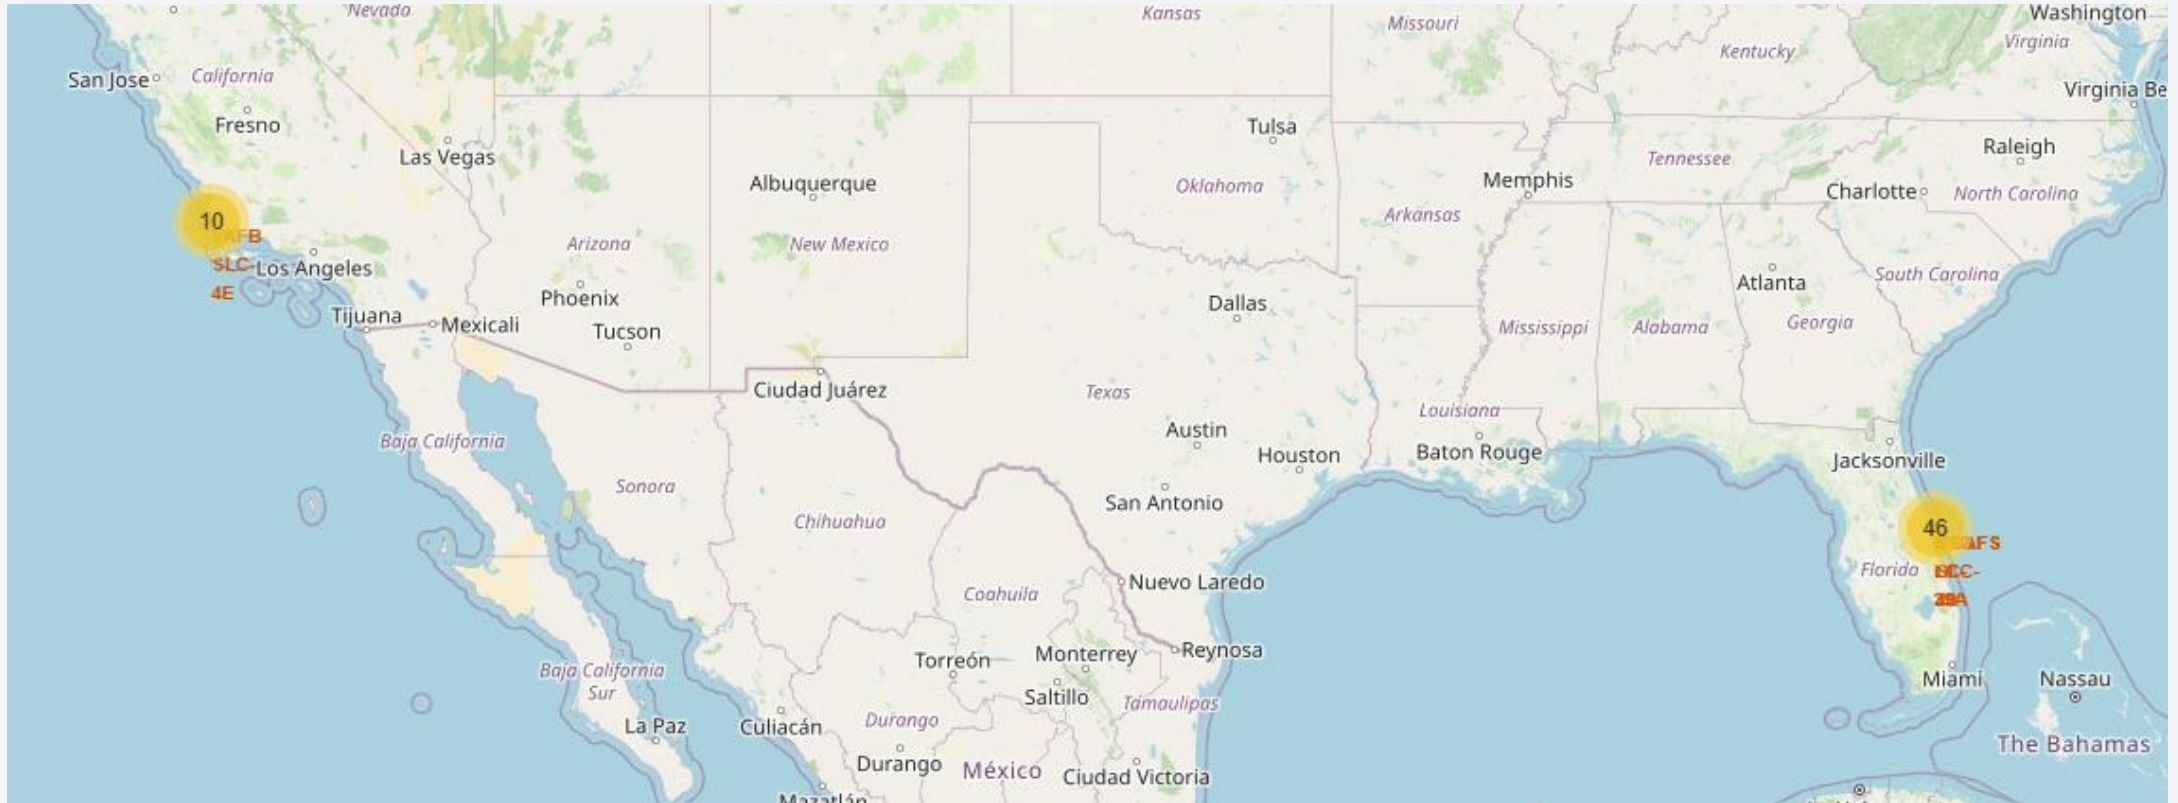 Nevada
Kansas
Missouri
Washington
Kentucky
Virginia
San Jose
California
Virginia Be
Fresno
Tulsa
Las Vegas
Tennessee
Raleigh
Albuquerque
Oklahoma
Memphis
Charlotte
North Carolina
10
Arkansas
Arizona
New Mexico
SLC-
Los Angeles
South Carolina
4E
Phoenix
Dallas
Atlanta
Tijuana
Mexicali
Tucson
Mississippi
Alabama
Georgia
Ciudad Juárez
Texas
Louisiana
Baja California
Austin
Houston
Baton Rouge
Jacksonville
Sonora
San Antonio
Chihuahua
46
Florida
Nuevo Laredo
Coahuila
Baja California
Sur
Torreón
Monterrey
Reynosa
Saltillo
Tamaulipas
Miami
Nassau
La Paz
Culiacán
Durango
The Bahamas
Durango
México
Ciudad Victoria
Mazatlán